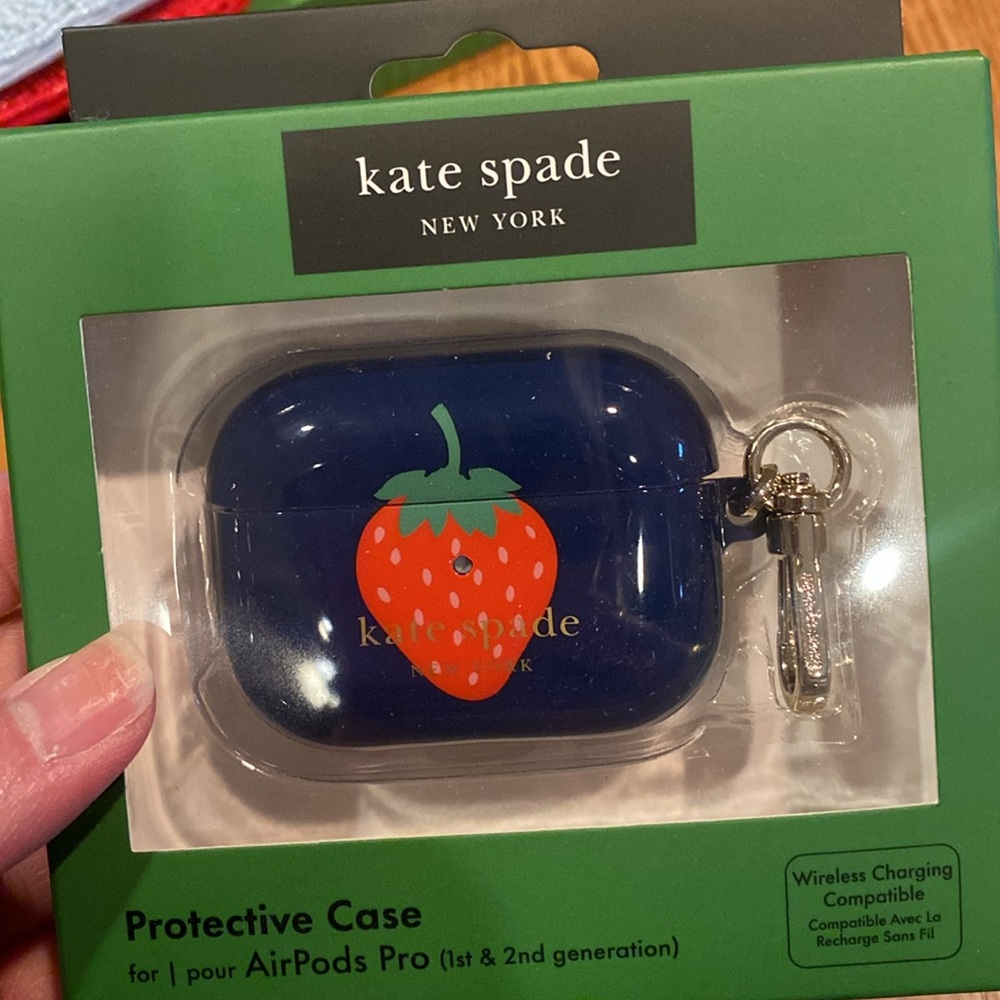 kate spade
NEW YORK
kate spade
NEW YORK
Protective Case
for | pour AirPods Pro (1st & 2nd generation)
Wireless Charging
Compatible
Compatible Avec La
Recharge Sans Fil